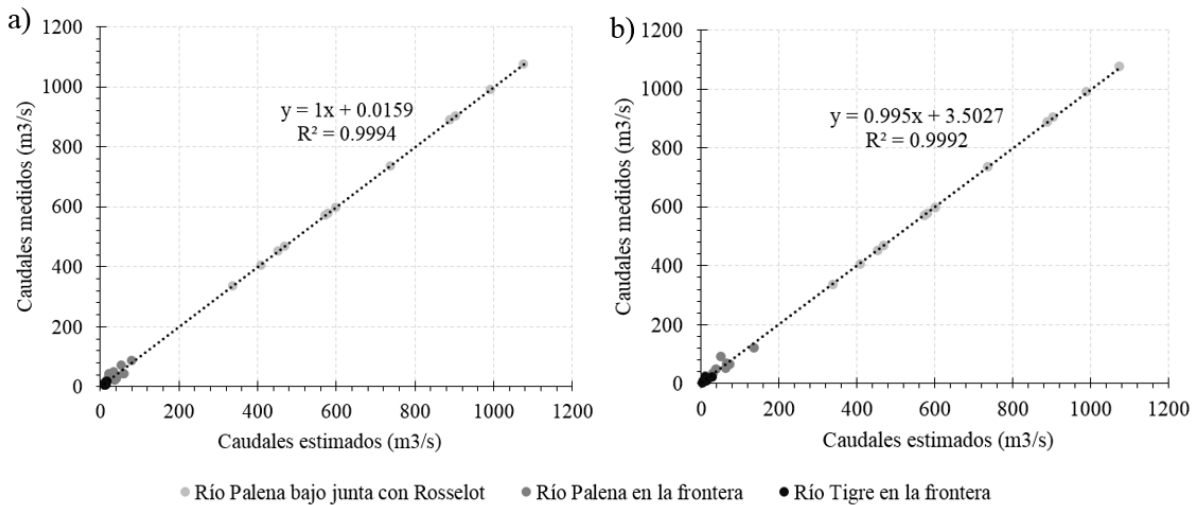 a)
1200
1000
800
600
400
200
0
Caudales medidos (m3/s)
y = 1x + 0.0159
R² = 0.9994
0 200 400 600 800 1000 1200
Caudales estimados (m3/s)
b)
1200
1000
800
600
400
200
0
Caudales medidos (m3/s)
y = 0.995x + 3.5027
R² = 0.9992
0 200 400 600 800 1000 1200
Caudales estimados (m3/s)
Río Palena bajo junta con Rosselot Río Palena en la frontera Río Tigre en la frontera